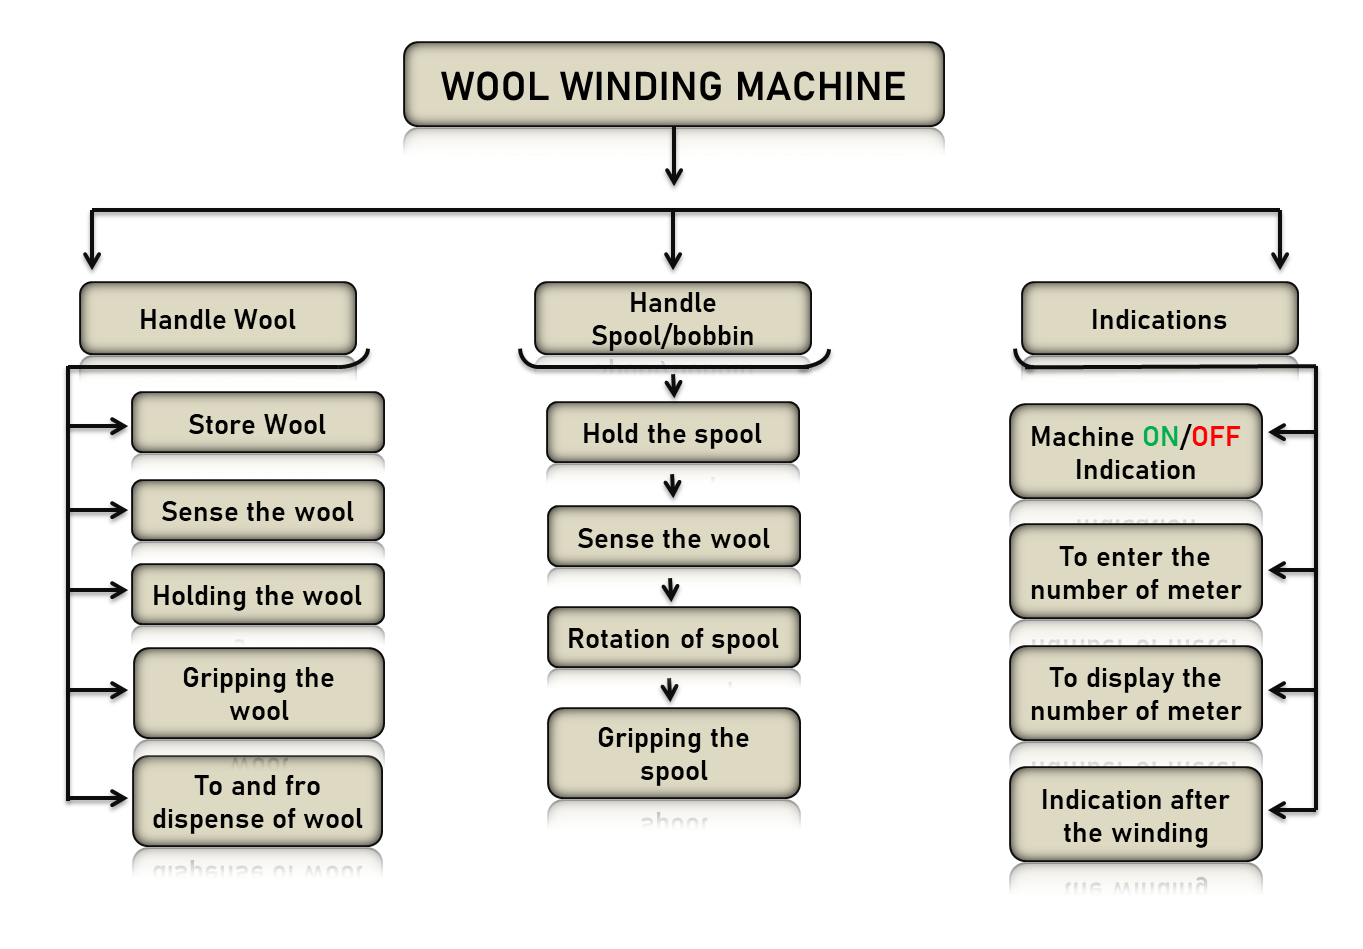 WOOL WINDING MACHINE
Handle Wool
Store Wool
Sense the wool
Holding the wool
Gripping the
wool
To and fro
dispense of wool
Handle
Spool/bobbin
Hold the spool
Sense the wool
Rotation of spool
Gripping the
spool
Indications
Machine ON/OFF
Indication
To enter the
number of meter
To display the
number of meter
Indication after
the winding